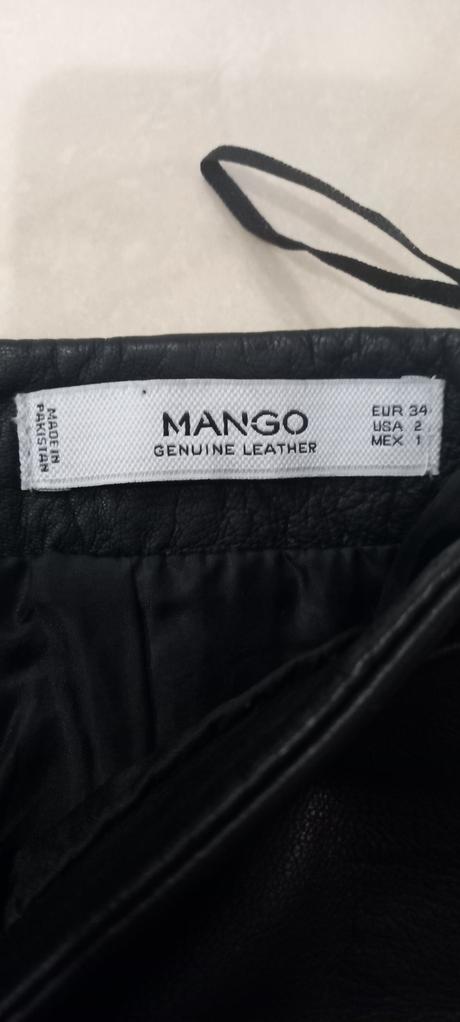 MADE IN
PAKISTAN
MANGO
GENUINE LEATHER
EUR 34
USA 2
MEX 1